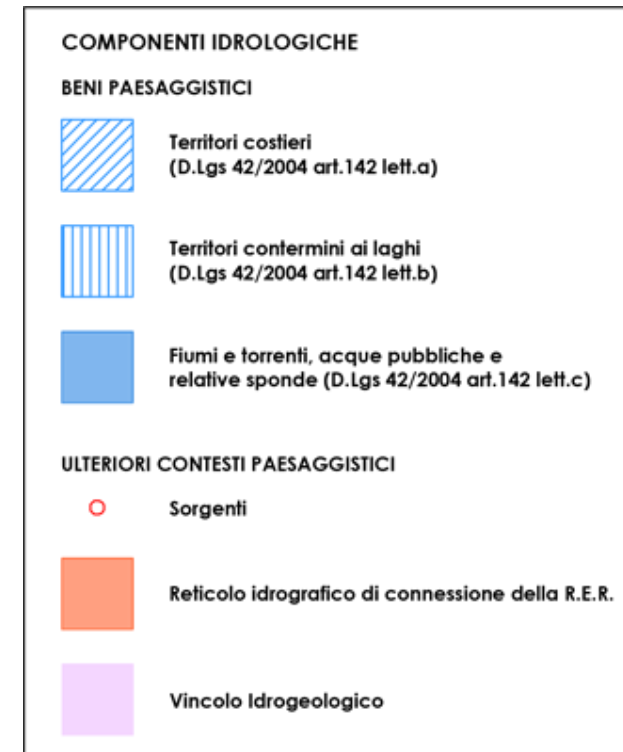 COMPONENTI IDROLOGICHE
BENI PAESAGGISTICI
Territori costieri
(D.Lgs 42/2004 art.142 lett.a)
Territori contermini ai laghi
(D.Lgs 42/2004 art.142 lett.b)
Fiumi e torrenti, acque pubbliche e
relative sponde (D.Lgs 42/2004 art.142 lett.c)
ULTERIORI CONTESTI PAESAGGISTICI
Sorgenti
Reticolo idrografico di connessione della R.E.R.
Vincolo Idrogeologico